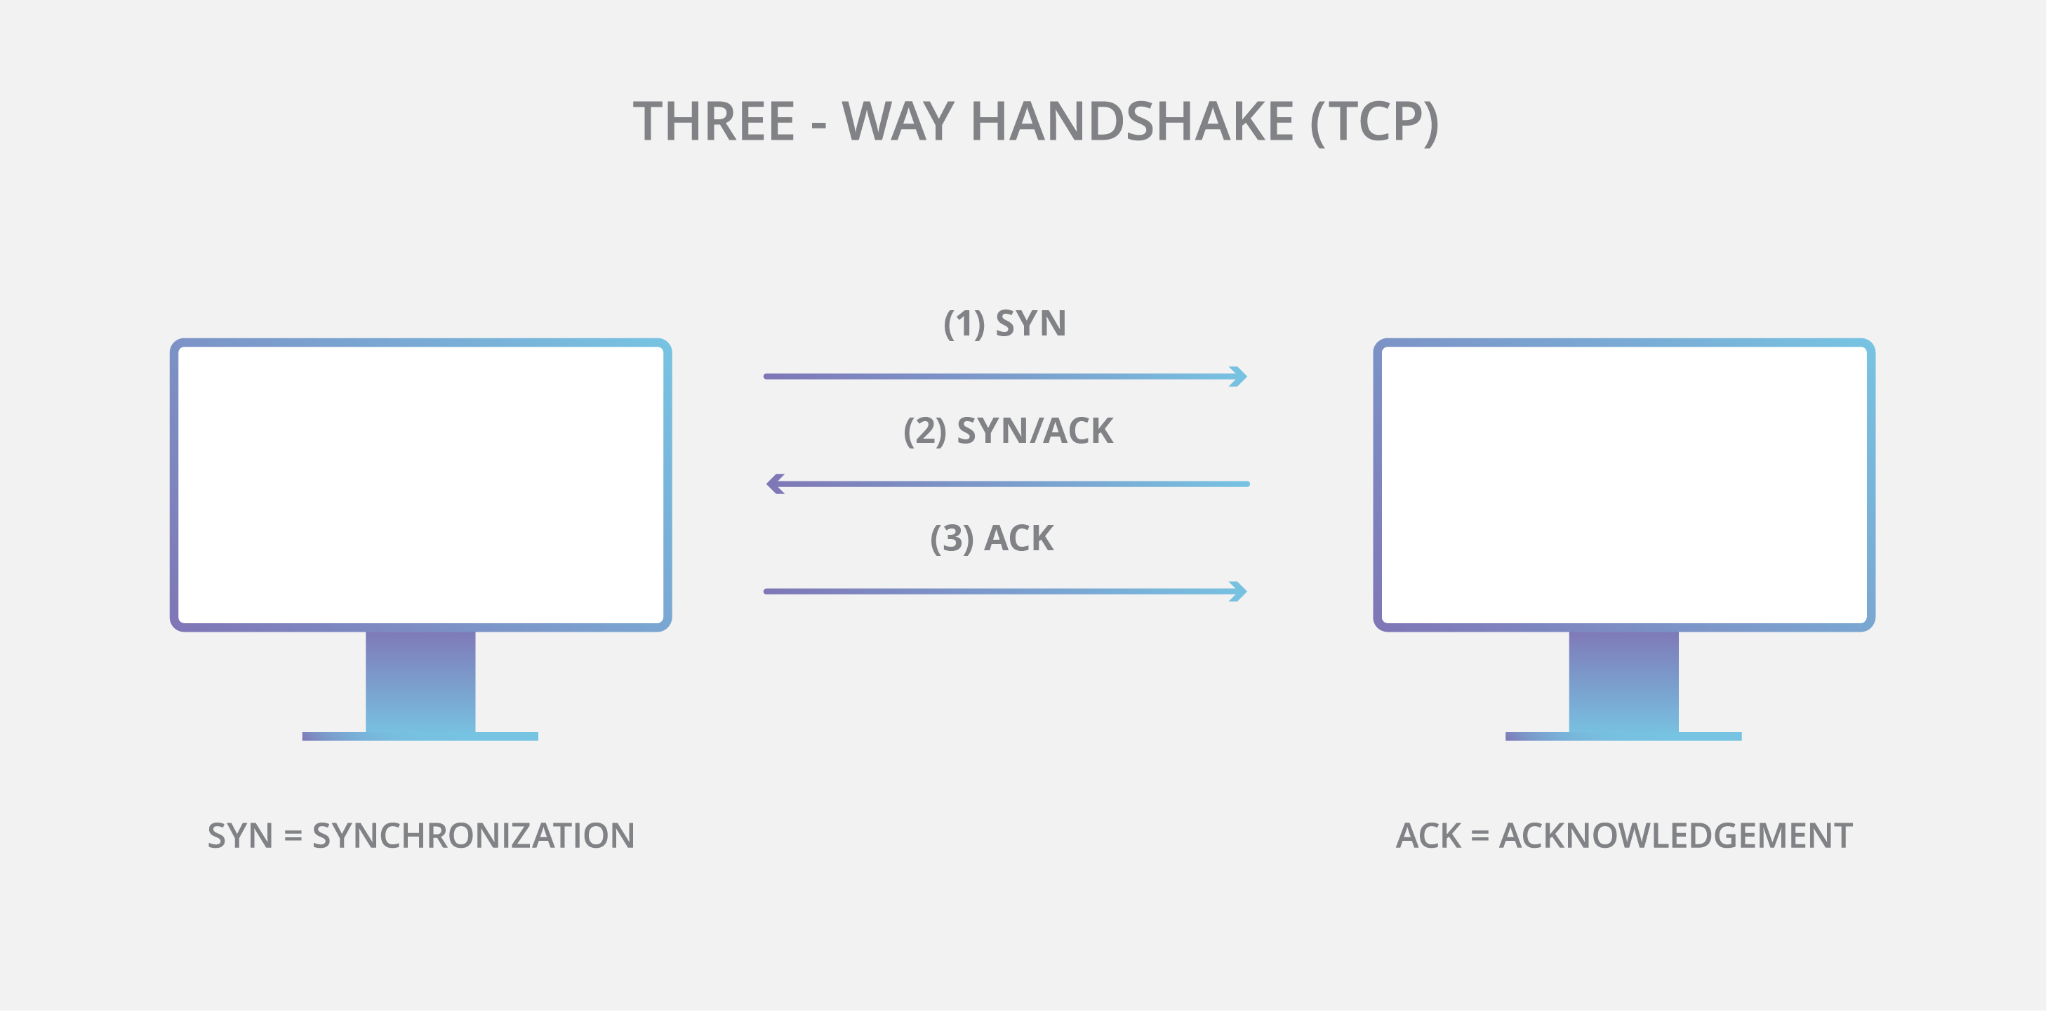 THREE - WAY HANDSHAKE (TCP)
(1) SYN
(2) SYN/ACK
(3) ACK
SYN = SYNCHRONIZATION
ACK = ACKNOWLEDGEMENT